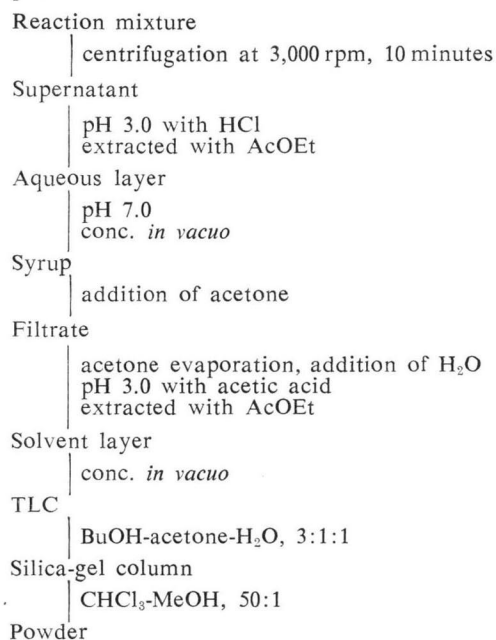 Reaction mixture
centrifugation at 3,000 rpm, 10 minutes
Supernatant
pH 3.0 with HCl
extracted with AcOEt
Aqueous layer
pH 7.0
conc. in vacuo
Syrup
addition of acetone
Filtrate
acetone evaporation, addition of H₂O
pH 3.0 with acetic acid
extracted with AcOEt
Solvent layer
conc. in vacuo
TLC
BuOH-acetone-H₂O, 3:1:1
Silica-gel column
CHCl₃-MeOH, 50:1
Powder